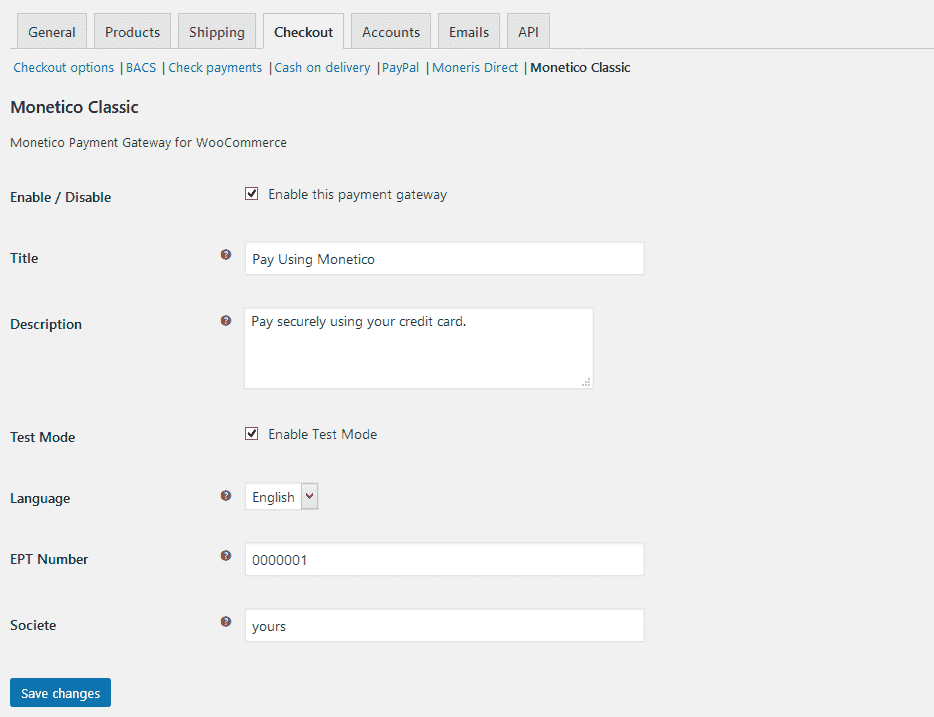 General Products Shipping Checkout Accounts Emails API
Checkout options | BACS | Check payments | Cash on delivery | PayPal | Moneris Direct | Monetico Classic
Monetico Classic
Monetico Payment Gateway for WooCommerce
Enable / Disable Enable this payment gateway
Title ? Pay Using Monetico
Description ? Pay securely using your credit card.
Test Mode Enable Test Mode
Language ? English
EPT Number ? 0000001
Societe ? yours
Save changes